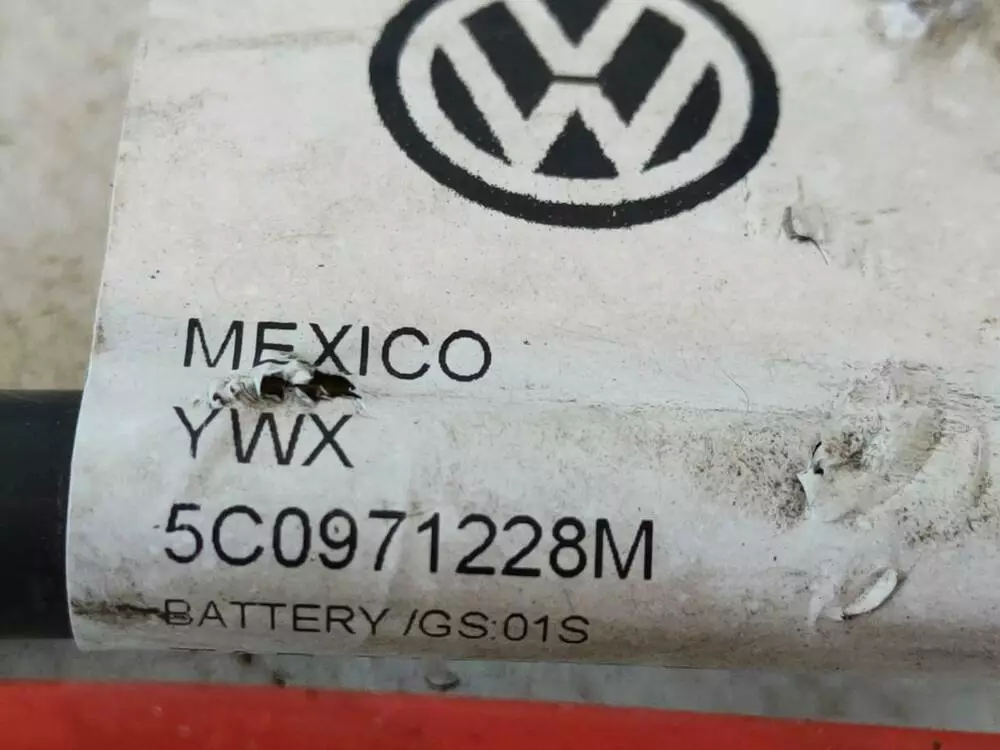 MEXICO
YWX
5C0971228M
BATTERY /GS:01S